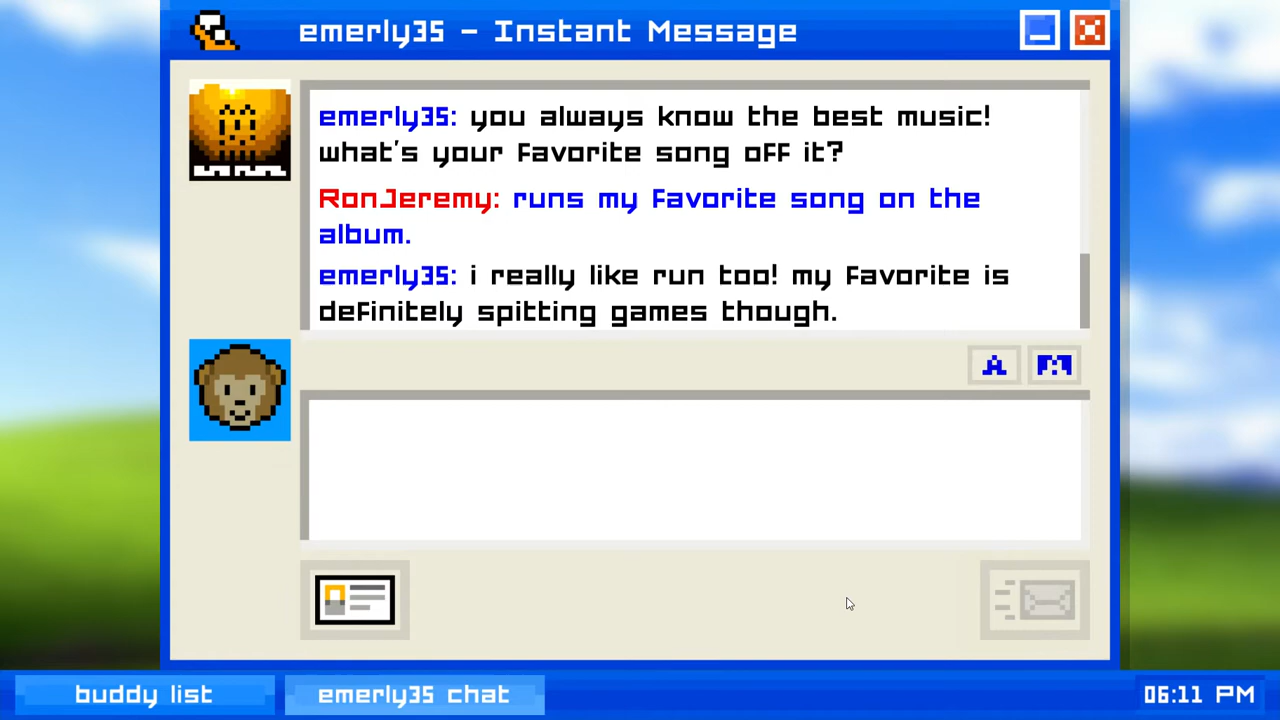 emerly35 - Instant Message
emerly35: you always know the best music!
what's your favorite song off it?
RonJeremy: runs my favorite song on the
album.
emerly35: i really like run too! my favorite is
definitely spitting games though.
A
buddy list
emerly35 chat
06:11 PM